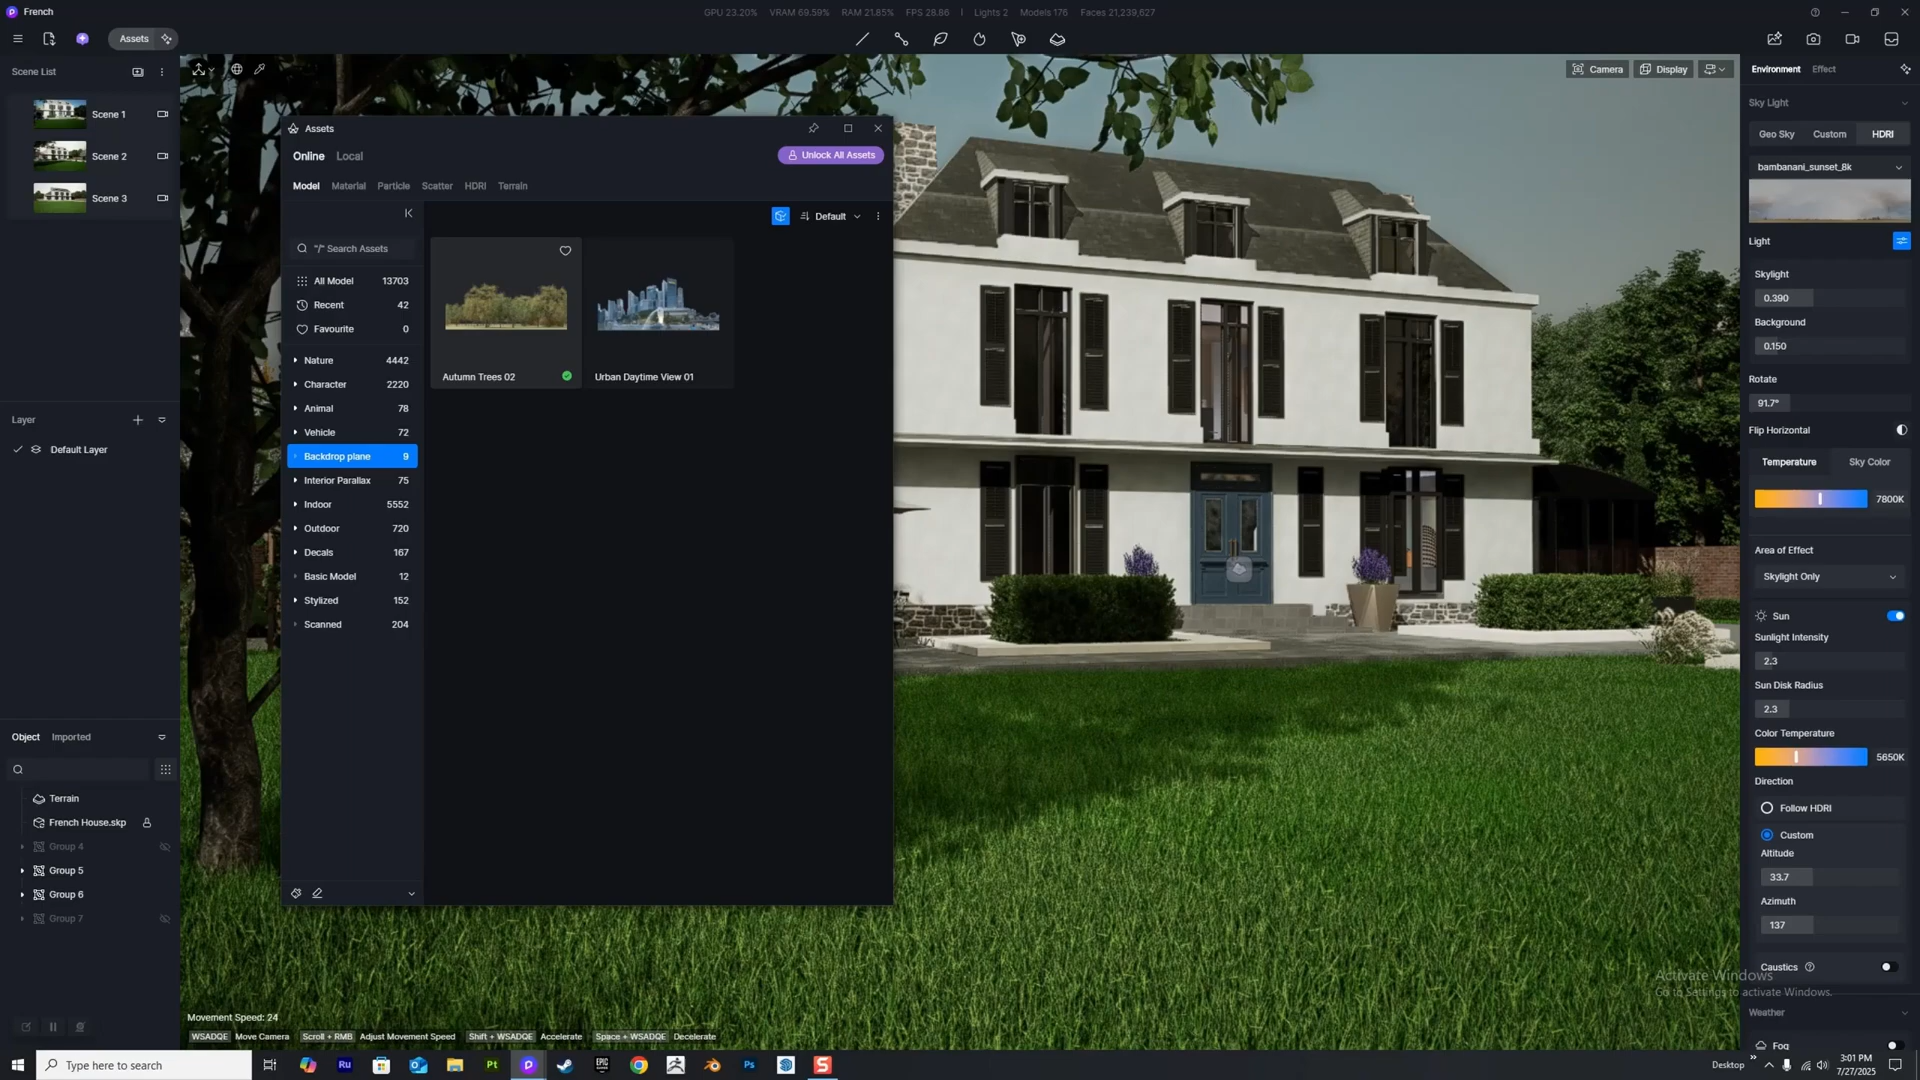 French
GPU 23.20% VRAM 69.59% RAM 21.85% FPS 28.86 | Lights 2 Models 176 Faces 21,239,627
Assets
Scene List
Scene 1
Scene 2
Scene 3
Layer
Default Layer
Object Imported
Terrain
French House.skp
Group 4
Group 5
Group 6
Group 7
Camera
Display
Assets
Online Local
Unlock All Assets
Model Material Particle Scatter HDRI Terrain
Default
"/" Search Assets
All Model 13703
Recent 42
Favourite 0
Nature 4442
Character 2220
Animal 78
Vehicle 72
Backdrop plane 9
Interior Parallax 75
Indoor 5552
Outdoor 720
Decals 167
Basic Model 12
Stylized 152
Scanned 204
Autumn Trees 02
Urban Daytime View 01
Movement Speed: 24
WSADQE Move Camera Scroll + RMB Adjust Movement Speed Shift + WSADQE Accelerate Space + WSADQE Decelerate
Environment Effect
Sky Light
Geo Sky Custom HDRI
bambanani_sunset_8k
Light
Skylight
0.390
Background
0.150
Rotate
91.7°
Flip Horizontal
Temperature Sky Color
7800K
Area of Effect
Skylight Only
Sun
Sunlight Intensity
2.3
Sun Disk Radius
2.3
Color Temperature
5650K
Direction
Follow HDRI
Custom
Altitude
33.7
Azimuth
137
Caustics
Activate Windows
Go to Settings to activate Windows.
Weather
Fog
Type here to search
Ru
Pt
EPIC
Ps
S
Desktop
3:01 PM
7/27/2025